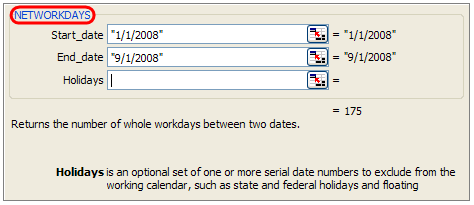 NETWORKDAYS
Start_date "1/1/2008" = "1/1/2008"
End_date "9/1/2008" = "9/1/2008"
Holidays =
= 175
Returns the number of whole workdays between two dates.
Holidays is an optional set of one or more serial date numbers to exclude from the
working calendar, such as state and federal holidays and floating